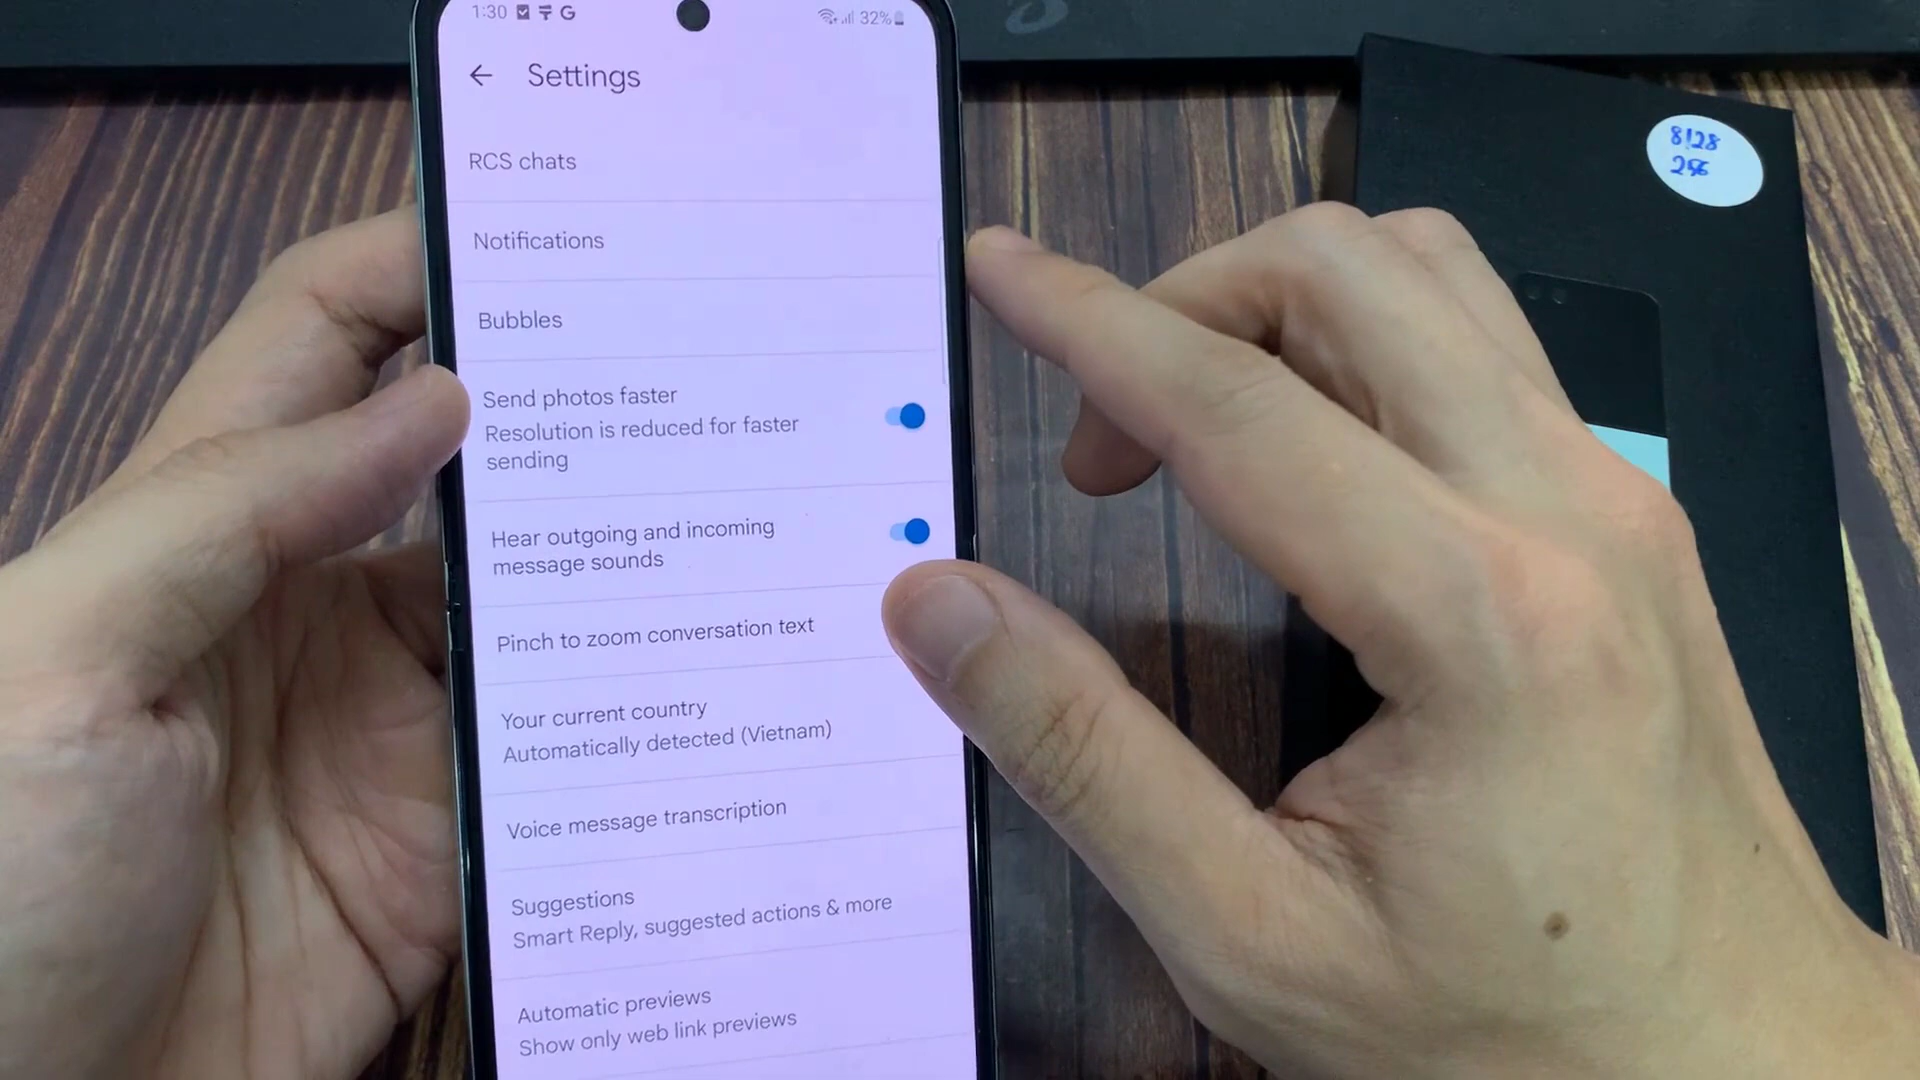 1:30
32%
Settings
RCS chats
Notifications
Bubbles
Send photos faster
Resolution is reduced for faster
sending
Hear outgoing and incoming
message sounds
Pinch to zoom conversation text
Your current country
Automatically detected (Vietnam)
Voice message transcription
Suggestions
Smart Reply, suggested actions & more
Automatic previews
Show only web link previews
8128
256